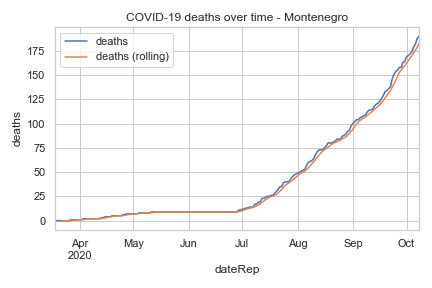 COVID-19 deaths over time - Montenegro
deaths
deaths (rolling)
175
150
125
100
75
50
25
0
deaths
Apr
2020
May
Jun
Jul
Aug
Sep
Oct
dateRep